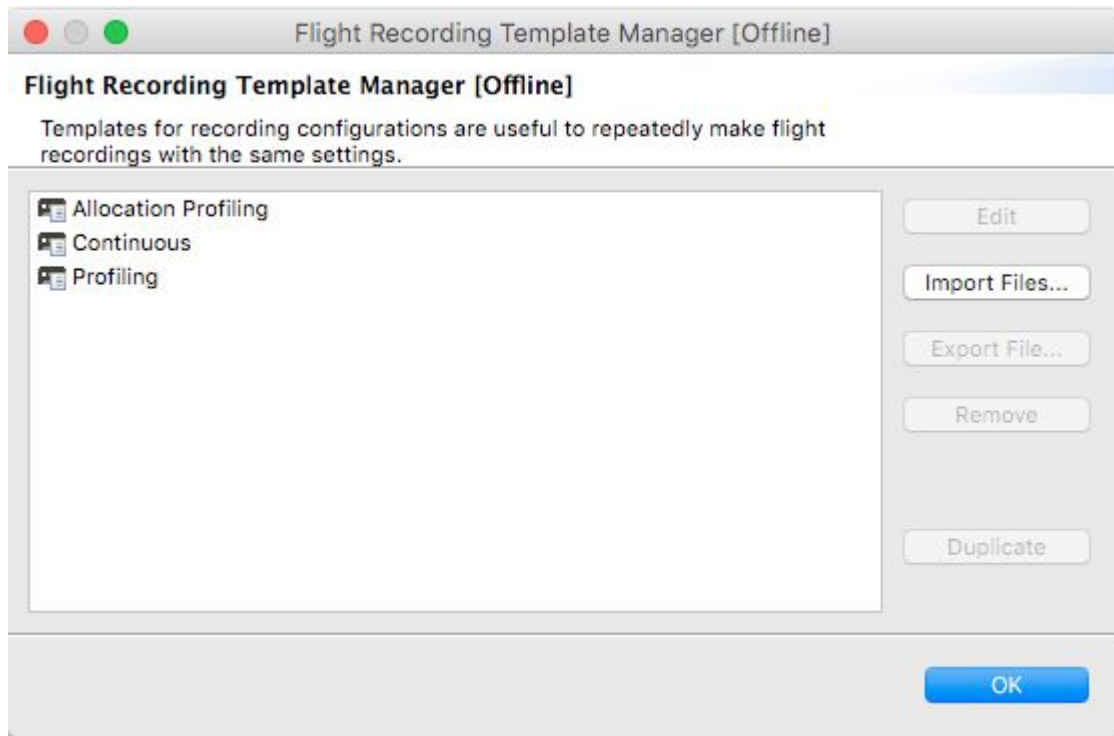 Flight Recording Template Manager [Offline]
Flight Recording Template Manager [Offline]
Templates for recording configurations are useful to repeatedly make flight
recordings with the same settings.
Allocation Profiling
Continuous
Profiling
Edit
Import Files...
Export File...
Remove
Duplicate
OK